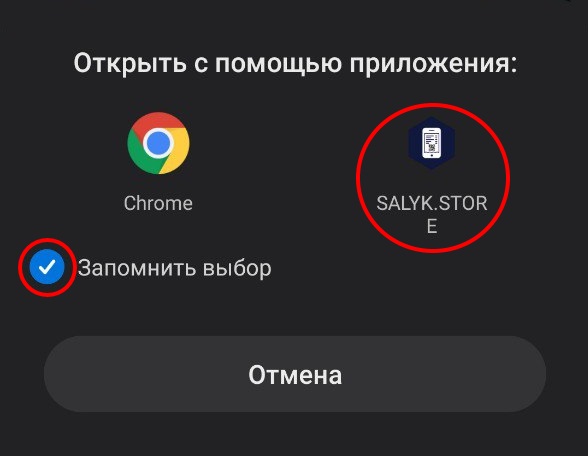 Открыть с помощью приложения:
Chrome
SALYK.STOR
E
Запомнить выбор
Отмена